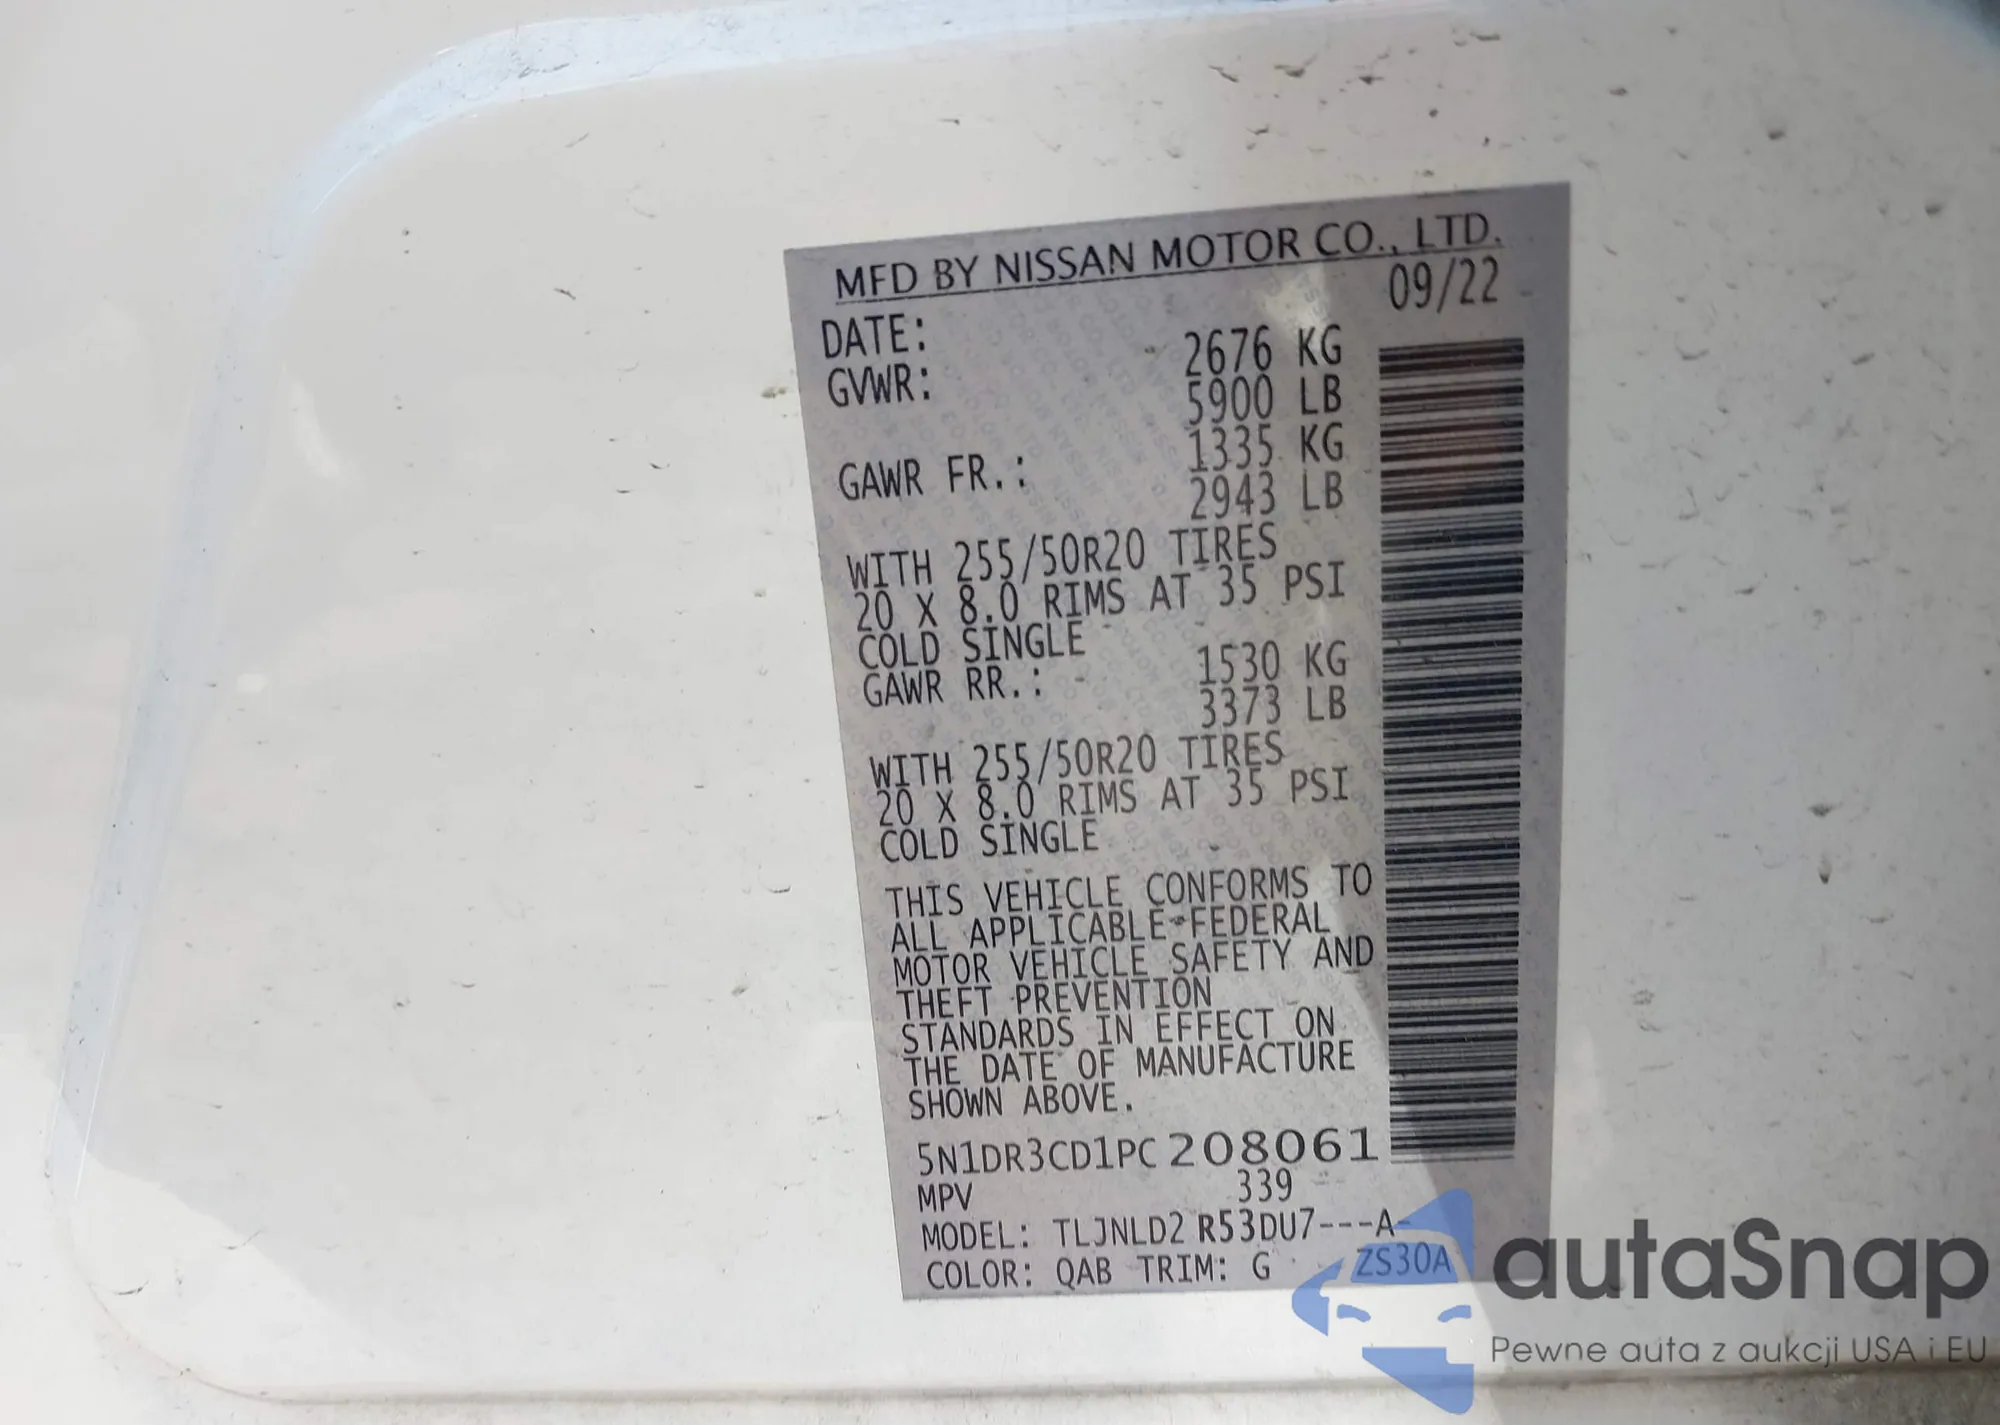 MFD BY NISSAN MOTOR CO., LTD.
DATE: 09/22
GVWR: 2676 KG
5900 LB
GAWR FR.: 1335 KG
2943 LB
WITH 255/50R20 TIRES
20 X 8.0 RIMS AT 35 PSI
COLD SINGLE
GAWR RR.: 1530 KG
3373 LB
WITH 255/50R20 TIRES
20 X 8.0 RIMS AT 35 PSI
COLD SINGLE
THIS VEHICLE CONFORMS TO
ALL APPLICABLE FEDERAL
MOTOR VEHICLE SAFETY AND
THEFT PREVENTION
STANDARDS IN EFFECT ON
THE DATE OF MANUFACTURE
SHOWN ABOVE.
5N1DR3CD1PC208061
MPV 339
MODEL: TLJNLD2 R53DU7---A-
COLOR: QAB TRIM: G ZS30A
autaSnap
Pewne auta z aukcji USA i EU